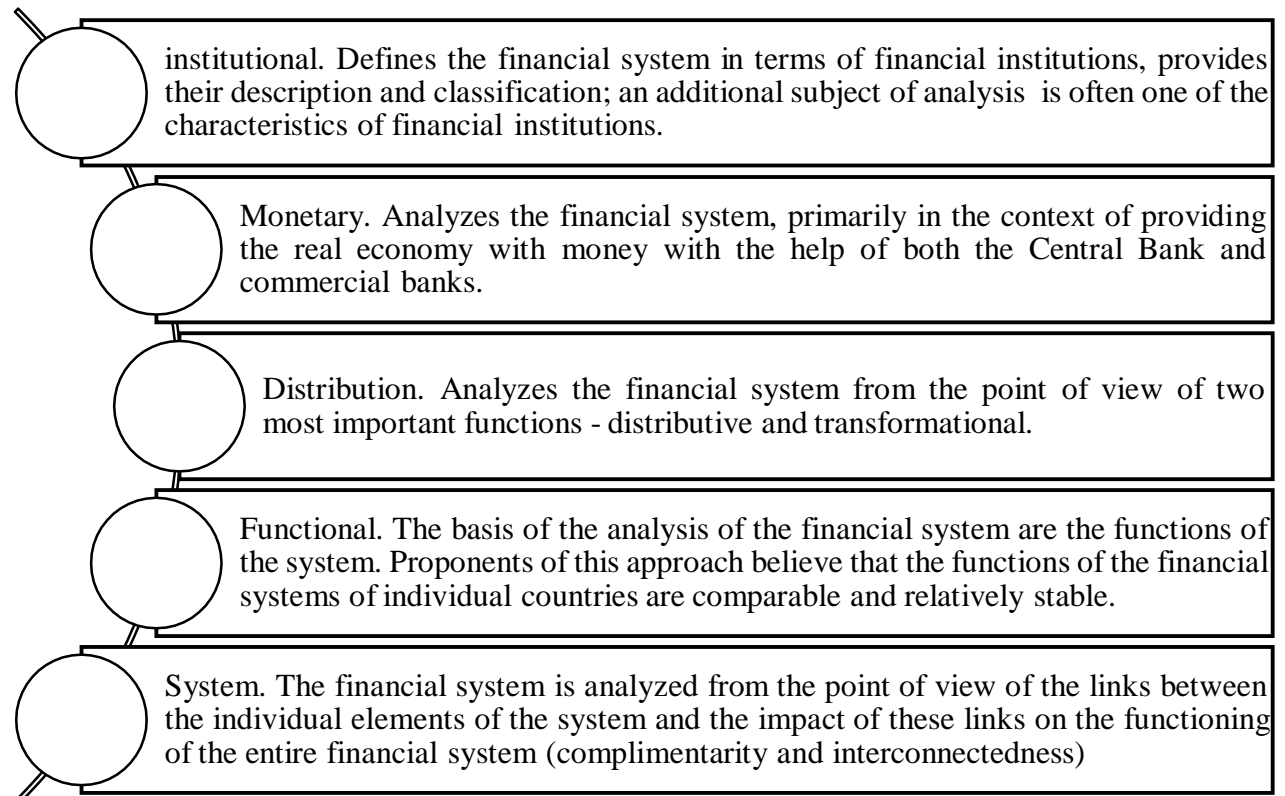 institutional. Defines the financial system in terms of financial institutions, provides
their description and classification; an additional subject of analysis is often one of the
characteristics of financial institutions.
Monetary. Analyzes the financial system, primarily in the context of providing
the real economy with money with the help of both the Central Bank and
commercial banks.
Distribution. Analyzes the financial system from the point of view of two
most important functions - distributive and transformational.
Functional. The basis of the analysis of the financial system are the functions of
the system. Proponents of this approach believe that the functions of the financial
systems of individual countries are comparable and relatively stable.
System. The financial system is analyzed from the point of view of the links between
the individual elements of the system and the impact of these links on the functioning
of the entire financial system (complimentarity and interconnectedness)